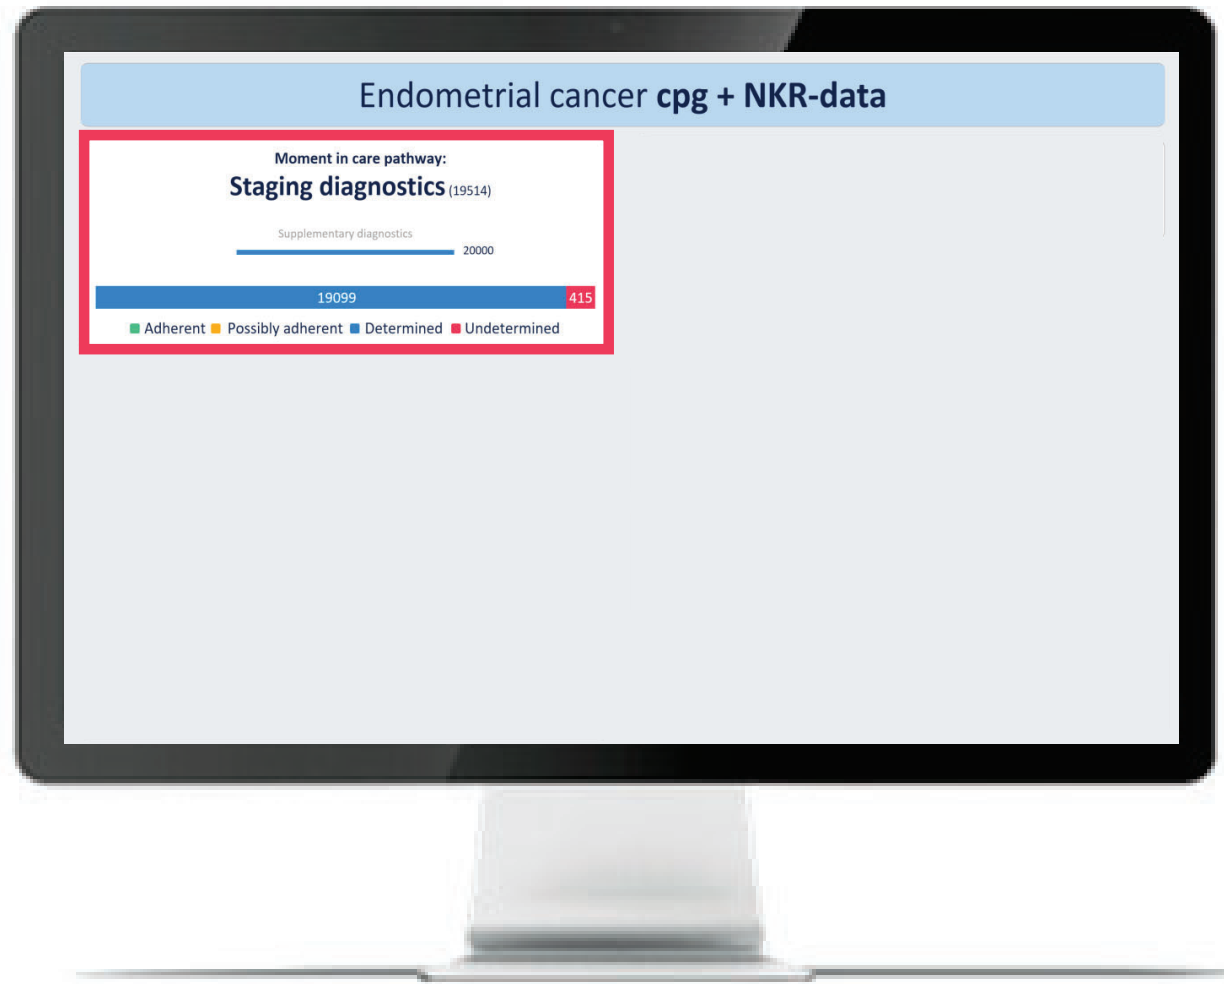 Endometrial cancer cpg + NKR-data
Moment in care pathway:
Staging diagnostics (19514)
Supplementary diagnostics
20000
19099 415
Adherent Possibly adherent Determined Undetermined